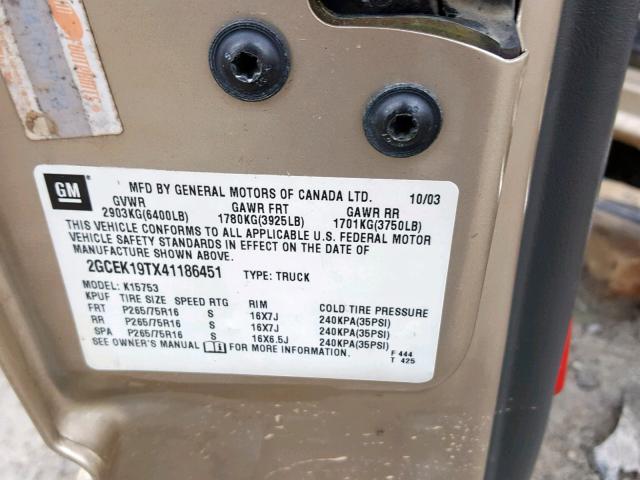 GM
MFD BY GENERAL MOTORS OF CANADA LTD. 10/03
GVWR GAWR FRT GAWR RR
2903KG(6400LB) 1780KG(3925LB) 1701KG(3750LB)
THIS VEHICLE CONFORMS TO ALL APPLICABLE U.S. FEDERAL MOTOR
VEHICLE SAFETY STANDARDS IN EFFECT ON THE DATE OF
MANUFACTURE SHOWN ABOVE.
2GCEK19TX41186451 TYPE: TRUCK
MODEL: K15753
KPUF TIRE SIZE SPEED RTG RIM COLD TIRE PRESSURE
FRT P265/75R16 S 16X7J 240KPA(35PSI)
RR P265/75R16 S 16X7J 240KPA(35PSI)
SPA P265/75R16 S 16X6.5J 240KPA(35PSI)
SEE OWNER'S MANUAL FOR MORE INFORMATION.
F 444
T 425